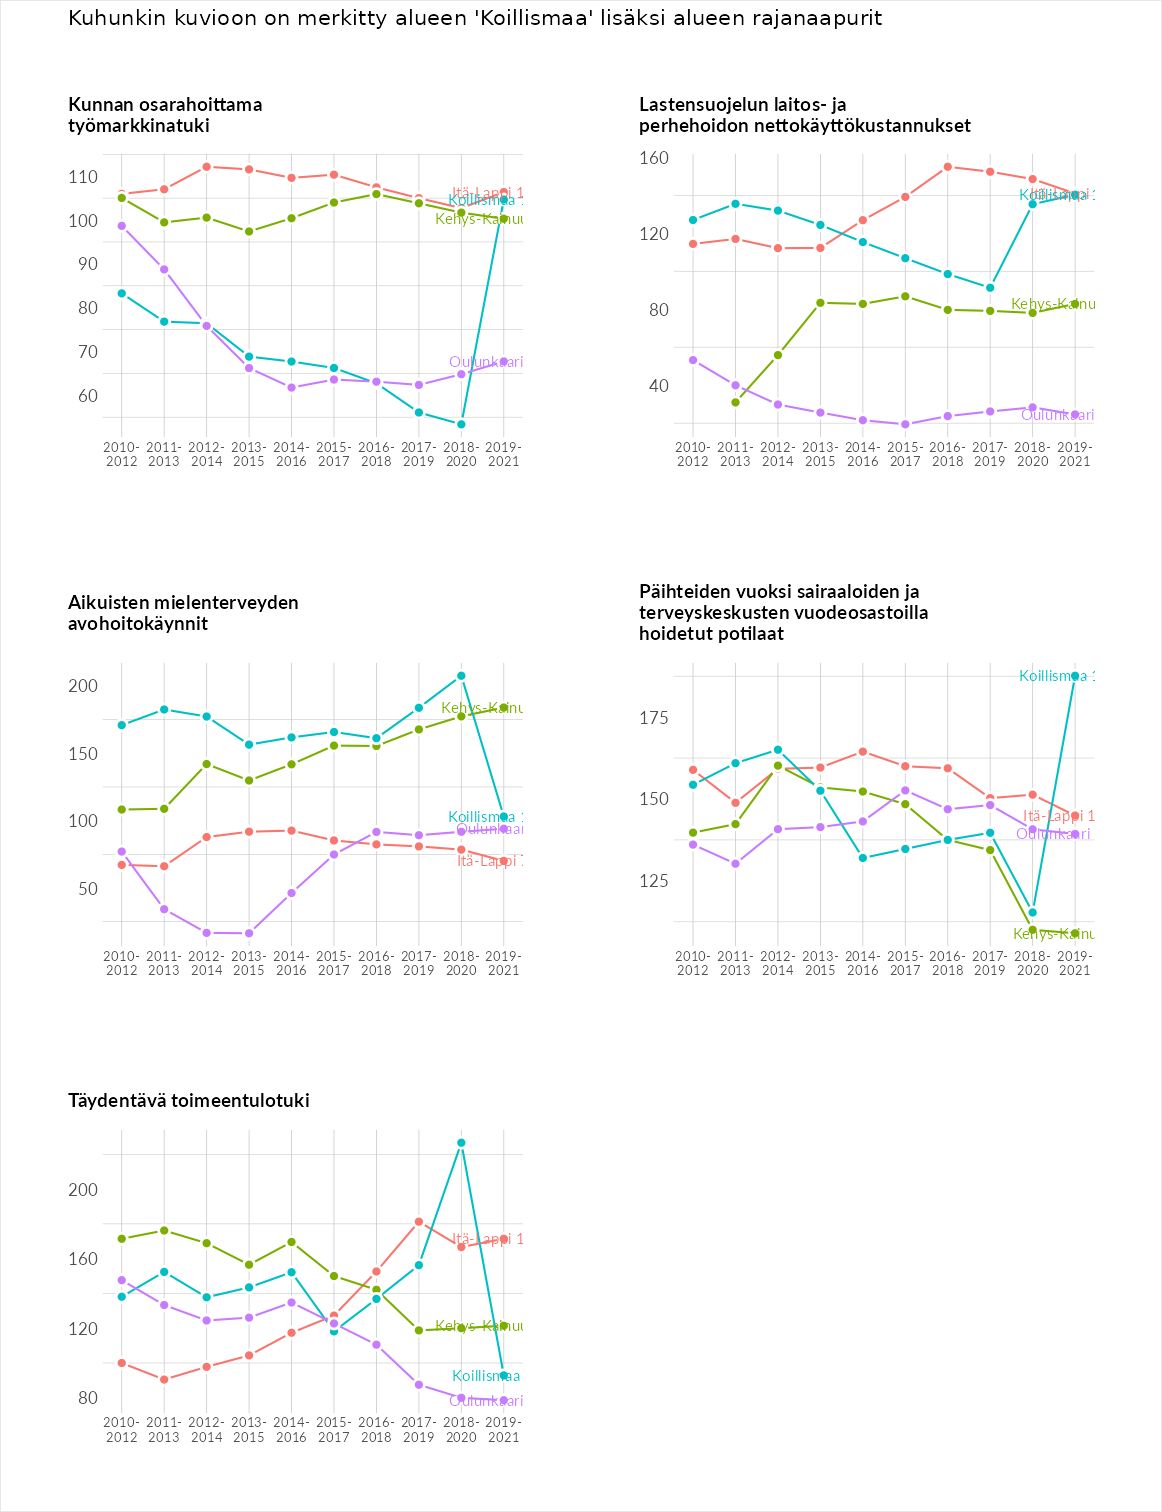 Kuhunkin kuvioon on merkitty alueen 'Koillismaa' lisäksi alueen rajanaapurit
Kunnan osarahoittama
työmarkkinatuki
110
100
90
80
70
60
Itä-Lappi 1
Koillismaa 1
Kehys-Kainuu
Oulunkaari
2010- 2011- 2012- 2013- 2014- 2015- 2016- 2017- 2018- 2019-
2012 2013 2014 2015 2016 2017 2018 2019 2020 2021
Lastensuojelun laitos- ja
perhehoidon nettokäyttökustannukset
160
120
80
40
Itä-Lappi
Koillismaa 1
Kehys-Kainu
Oulunkaari
2010- 2011- 2012- 2013- 2014- 2015- 2016- 2017- 2018- 2019-
2012 2013 2014 2015 2016 2017 2018 2019 2020 2021
Aikuisten mielenterveyden
avohoitokäynnit
200
150
100
50
Kehys-Kainu
Koillismaa 1
Oulunkaar
Itä-Lappi
2010- 2011- 2012- 2013- 2014- 2015- 2016- 2017- 2018- 2019-
2012 2013 2014 2015 2016 2017 2018 2019 2020 2021
Päihteiden vuoksi sairaaloiden ja
terveyskeskusten vuodeosastoilla
hoidetut potilaat
175
150
125
Koillismaa 1
Itä-Lappi 1
Oulunkaari
Kehys-Kainu
2010- 2011- 2012- 2013- 2014- 2015- 2016- 2017- 2018- 2019-
2012 2013 2014 2015 2016 2017 2018 2019 2020 2021
Täydentävä toimeentulotuki
200
160
120
80
Itä-Lappi 1
Kehys-Kainuu
Koillismaa
Oulunkaari
2010- 2011- 2012- 2013- 2014- 2015- 2016- 2017- 2018- 2019-
2012 2013 2014 2015 2016 2017 2018 2019 2020 2021